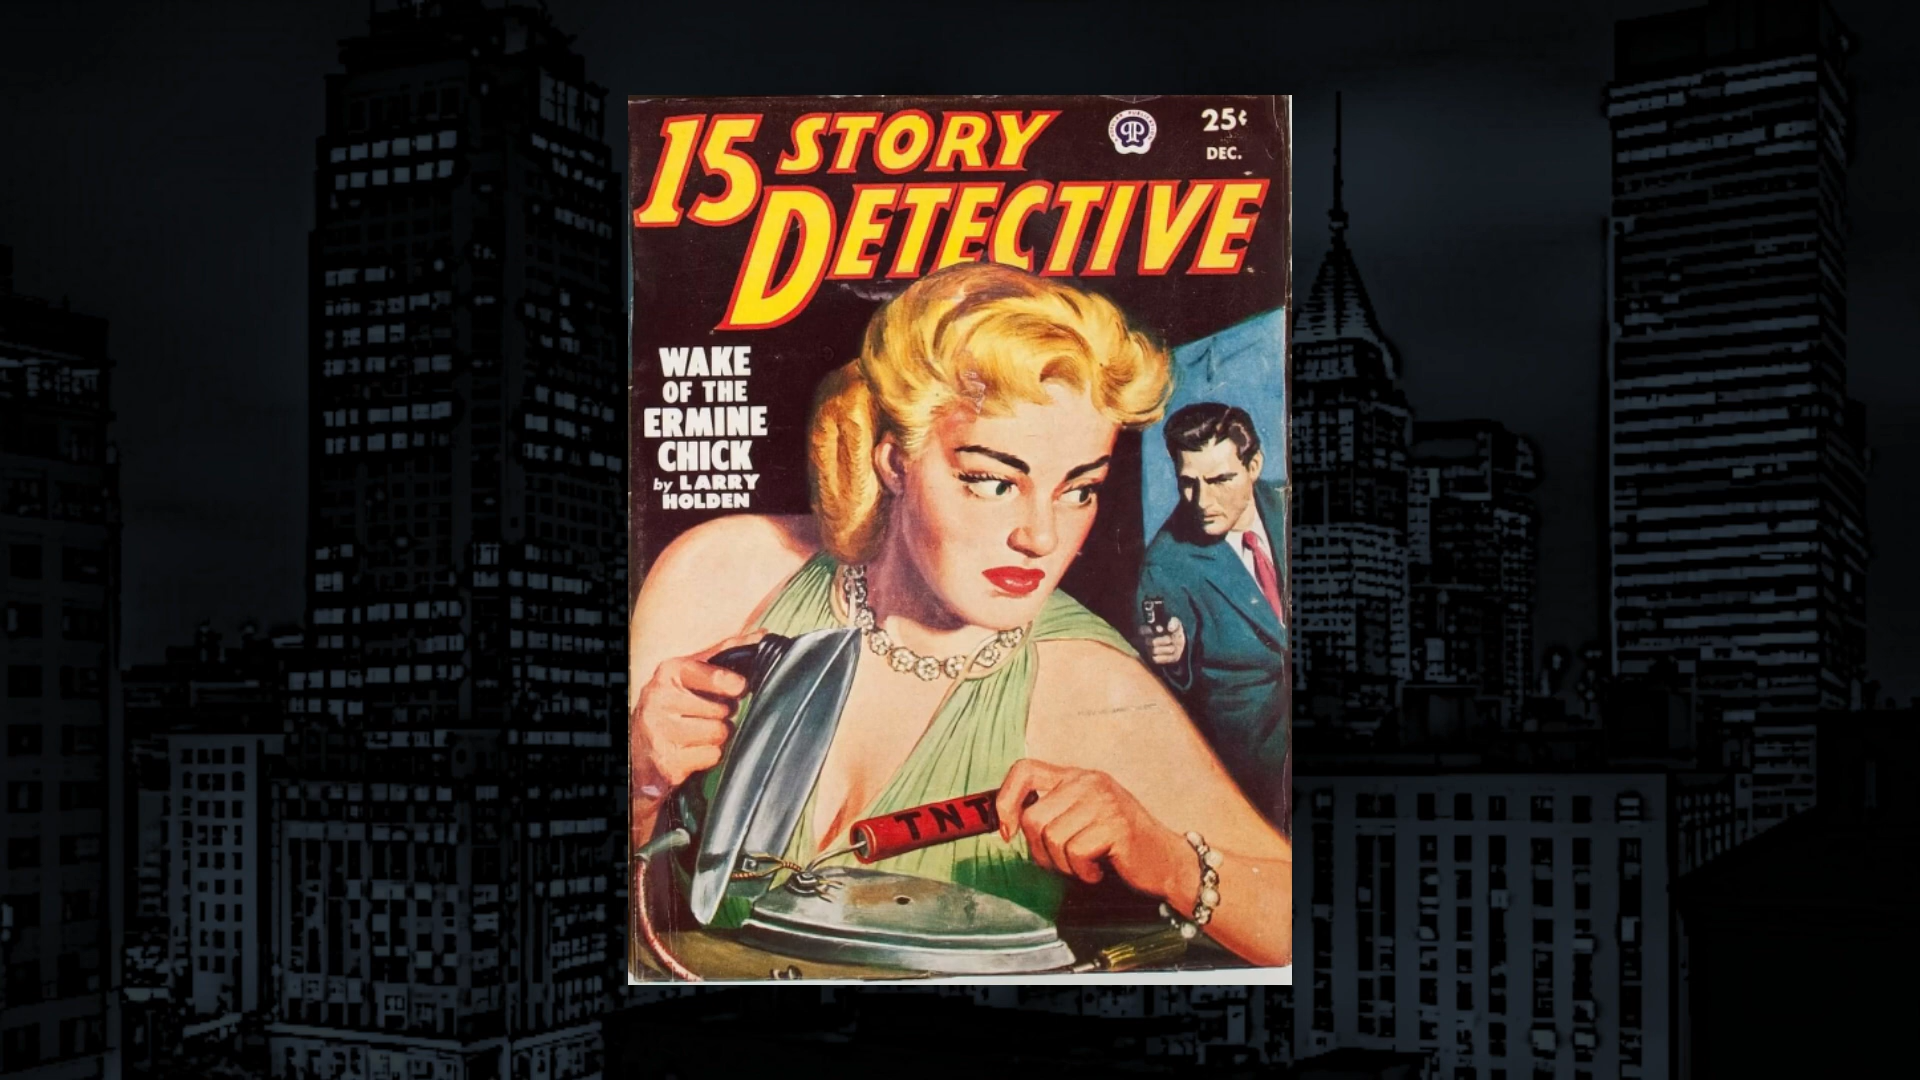 15 STORY
DETECTIVE
25¢
DEC.
WAKE
OF THE
ERMINE
CHICK
by LARRY
HOLDEN
TNT